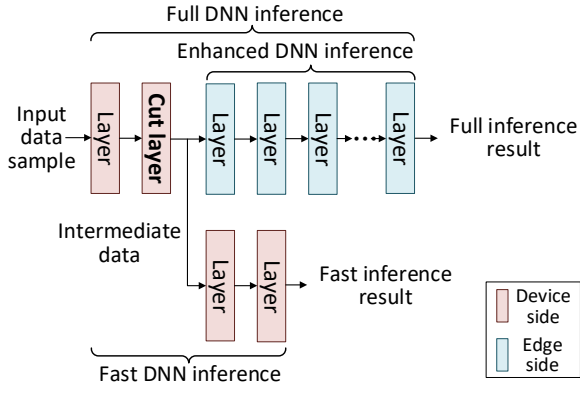 Full DNN inference
Enhanced DNN inference
Input
data
sample
Layer
Cut layer
Layer
Layer
Layer
Layer
Full inference
result
Intermediate
data
Layer
Layer
Fast inference
result
Fast DNN inference
Device
side
Edge
side